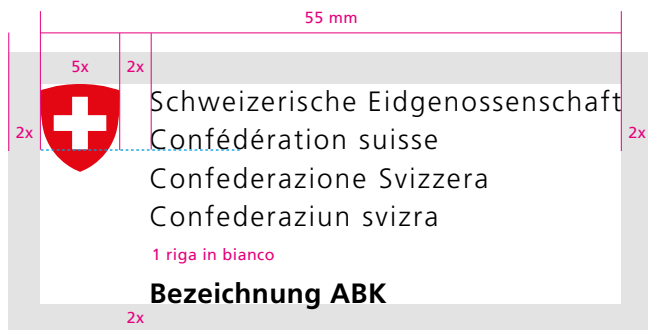 55 mm
5x 2x
Schweizerische Eidgenossenschaft
2x Confédération suisse 2x
Confederazione Svizzera
Confederaziun svizra
1 riga in bianco
Bezeichnung ABK
2x